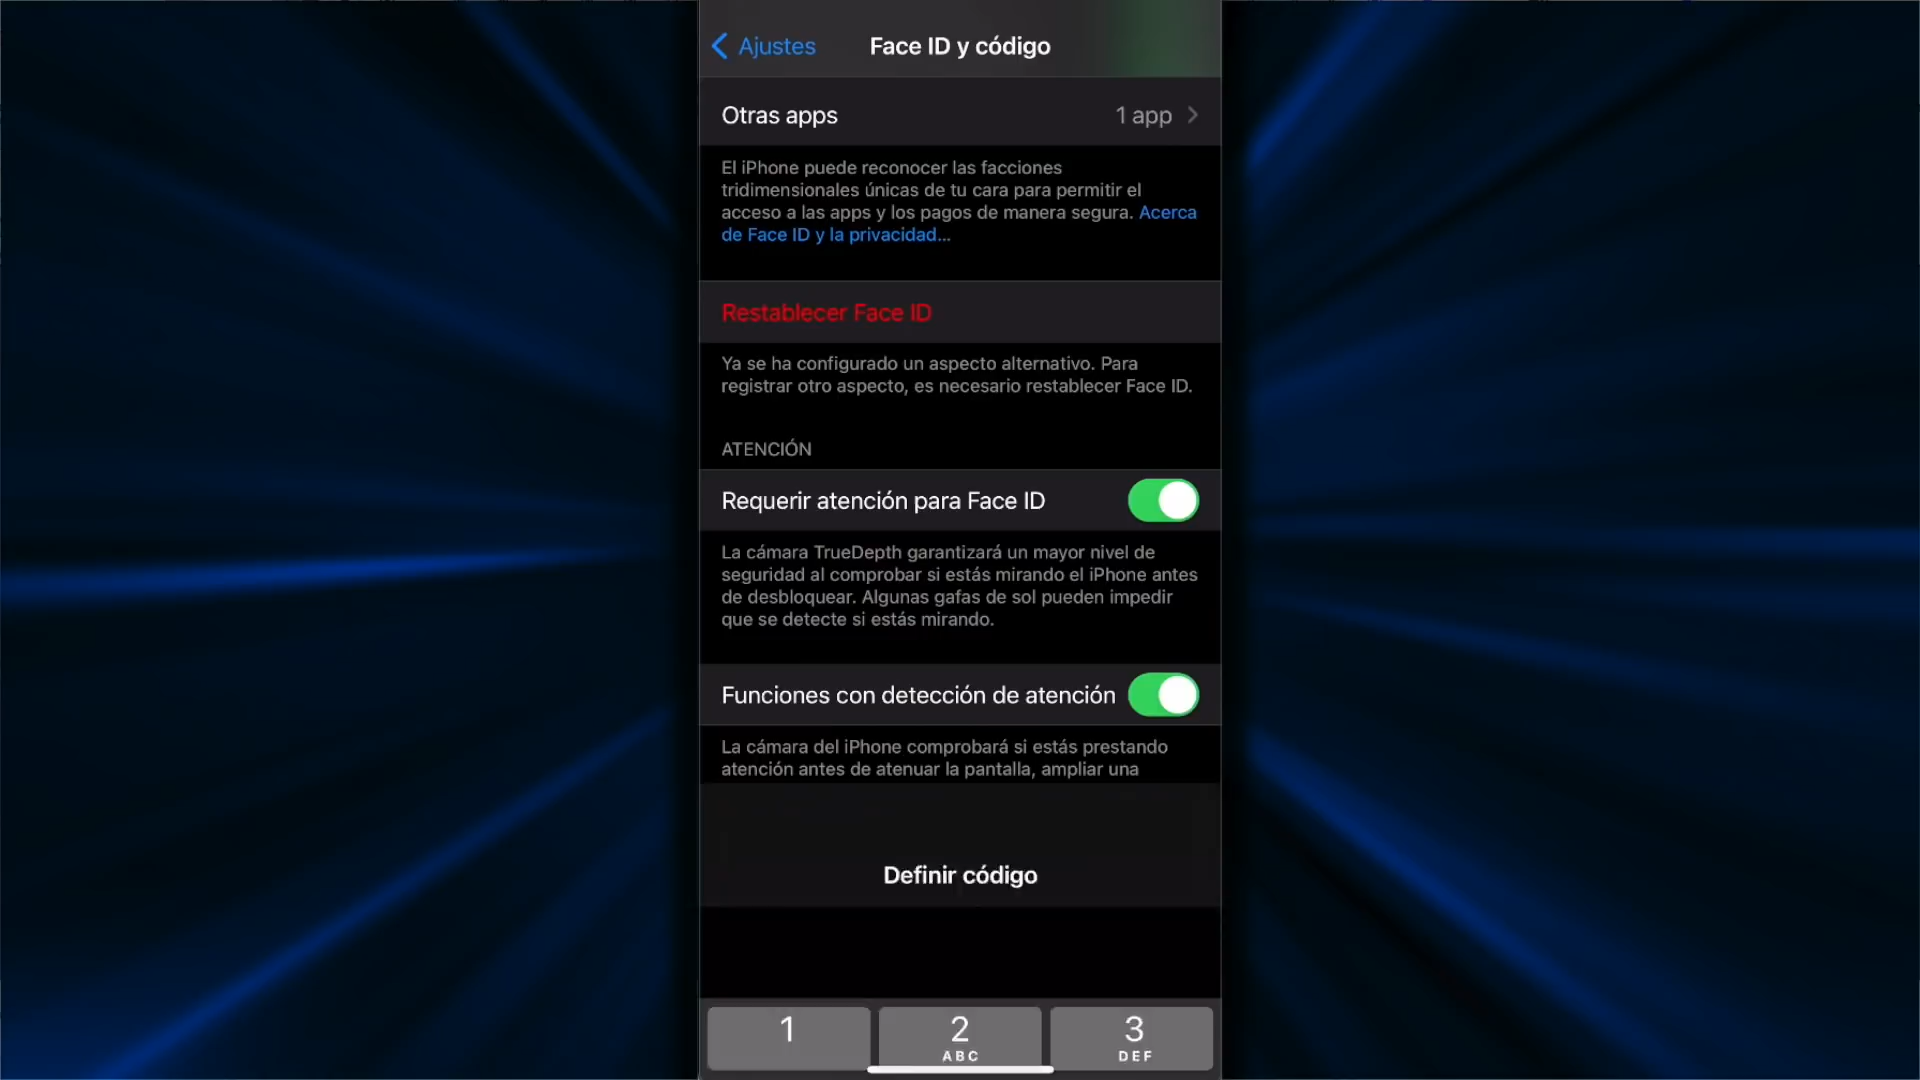 Ajustes
Face ID y código
Otras apps
1 app
El iPhone puede reconocer las facciones
tridimensionales únicas de tu cara para permitir el
acceso a las apps y los pagos de manera segura. Acerca
de Face ID y la privacidad...
Restablecer Face ID
Ya se ha configurado un aspecto alternativo. Para
registrar otro aspecto, es necesario restablecer Face ID.
ATENCIÓN
Requerir atención para Face ID
La cámara TrueDepth garantizará un mayor nivel de
seguridad al comprobar si estás mirando el iPhone antes
de desbloquear. Algunas gafas de sol pueden impedir
que se detecte si estás mirando.
Funciones con detección de atención
La cámara del iPhone comprobará si estás prestando
atención antes de atenuar la pantalla, ampliar una
Definir código
1
2
3
ABC
DEF